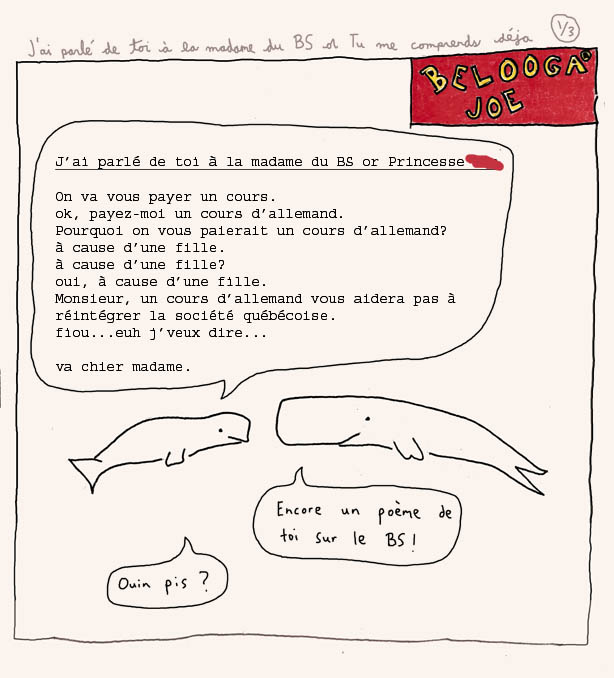 J'ai parlé de toi à la madame du BS or Tu me comprends déja
1/3
BELOOGA
JOE
J'ai parlé de toi à la madame du BS or Princesse
On va vous payer un cours.
ok, payez-moi un cours d'allemand.
Pourquoi on vous paierait un cours d'allemand?
à cause d'une fille.
à cause d'une fille?
oui, à cause d'une fille.
Monsieur, un cours d'allemand vous aidera pas à
réintégrer la société québécoise.
fiou...euh j'veux dire...
va chier madame.
Encore un poème de
toi sur le BS!
Ouin pis ?